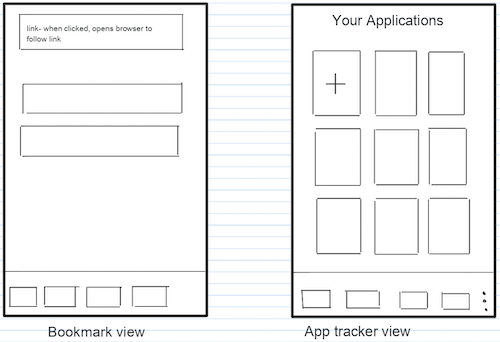 link- when clicked, opens browser to
follow link
Your Applications
Bookmark view
App tracker view